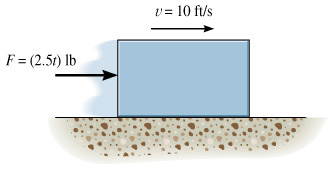 v = 10 ft/s
F = (2.5t) lb